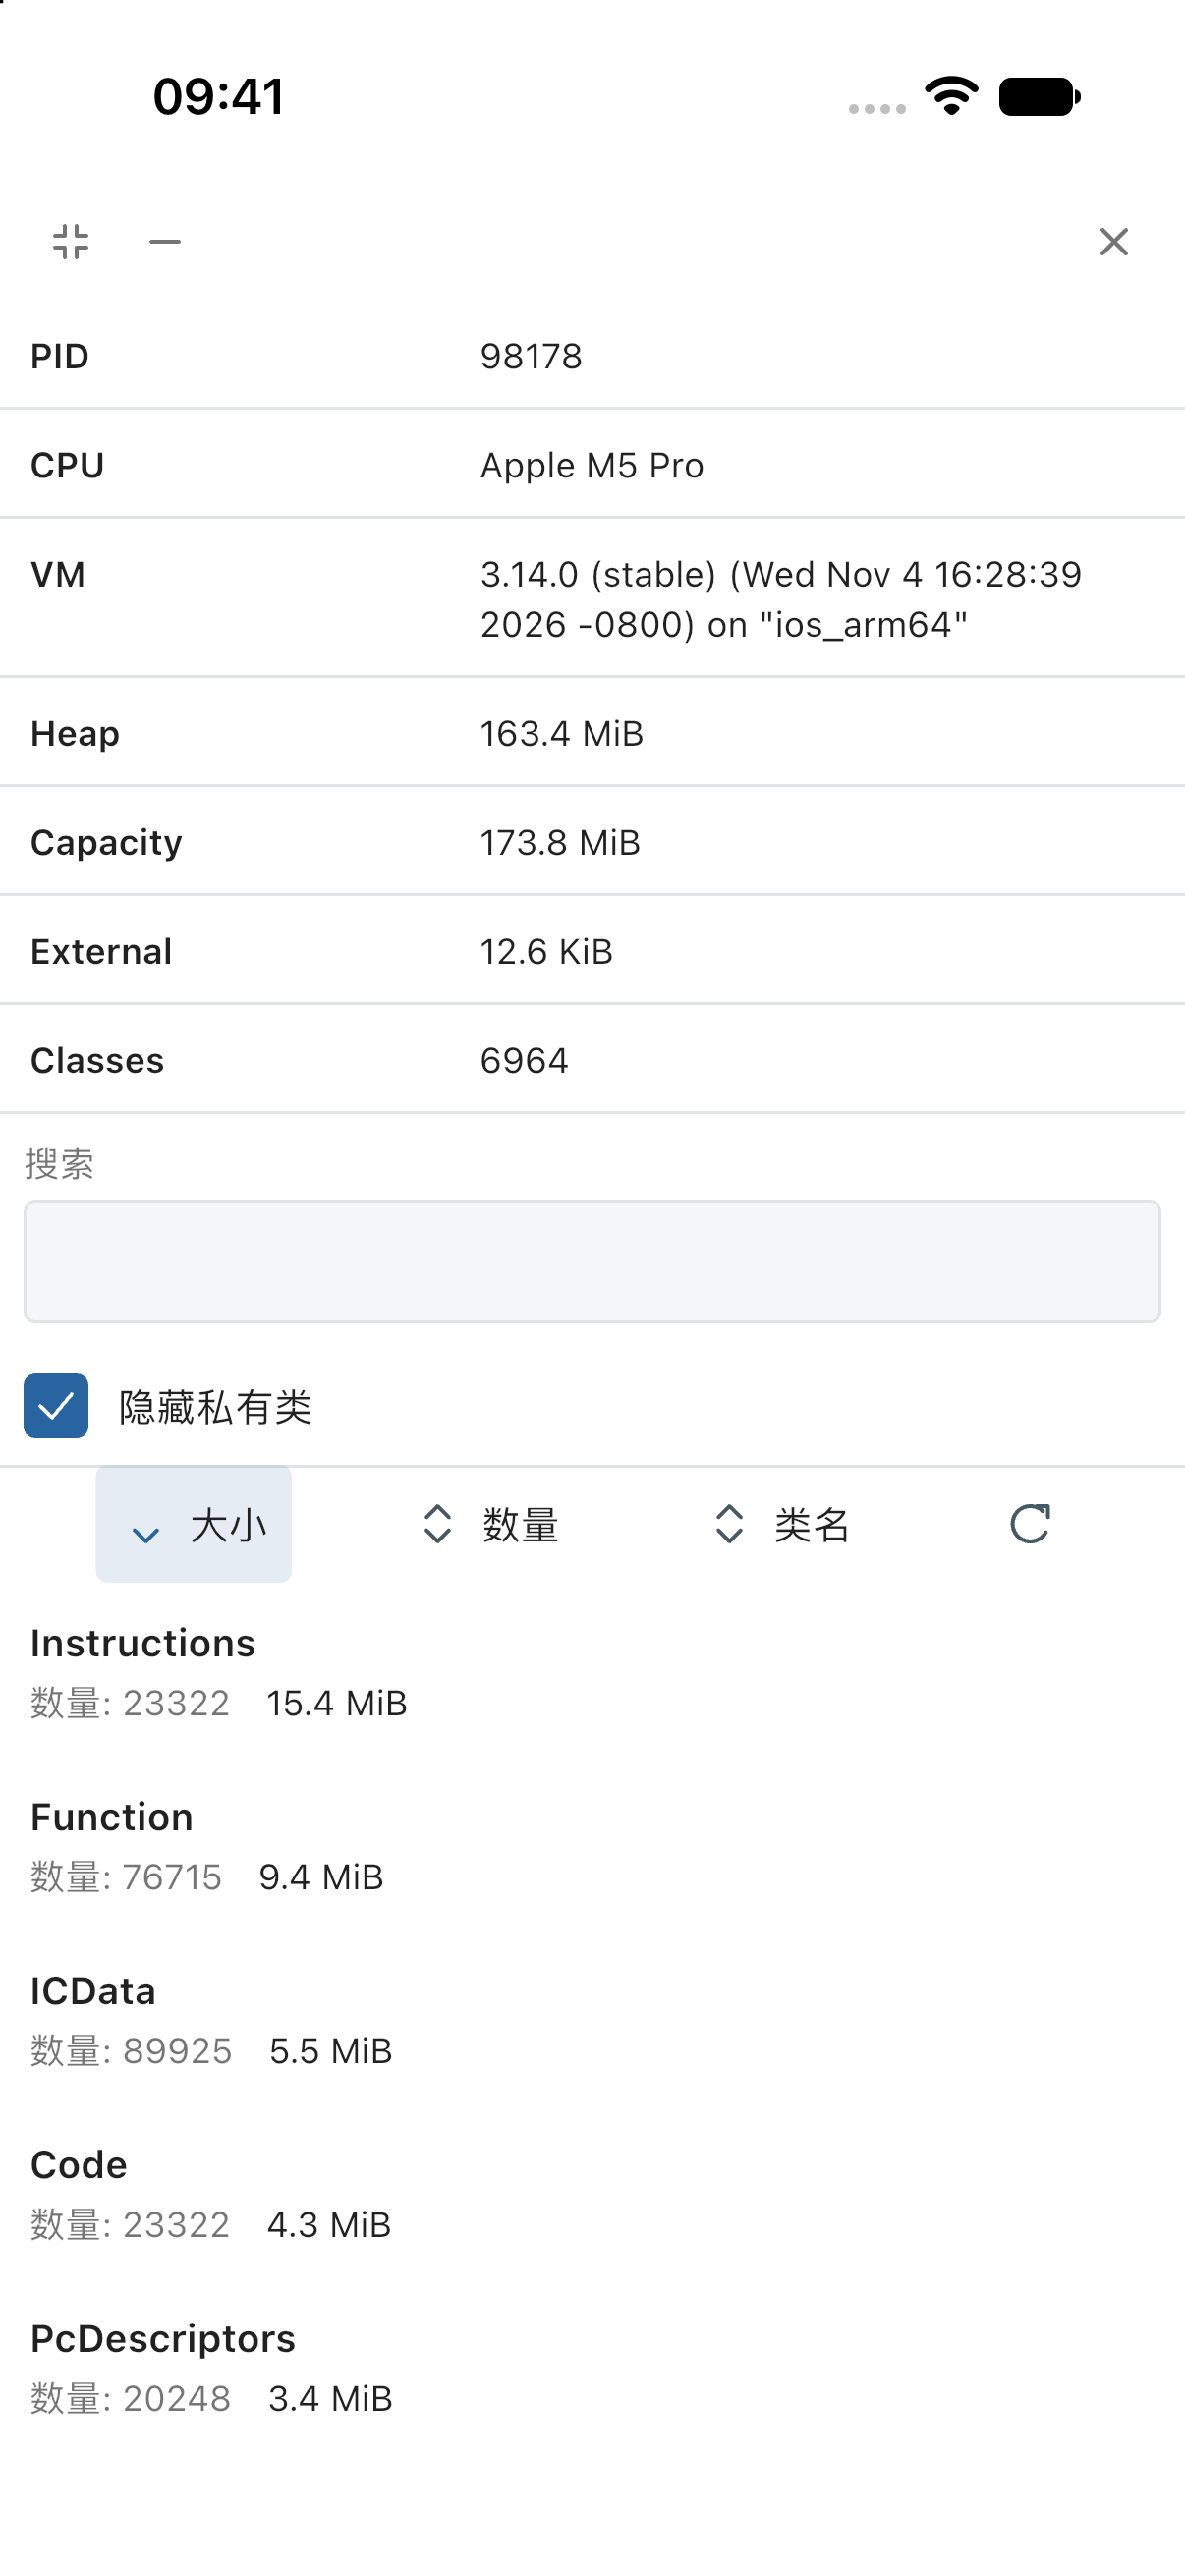 09:41
PID 98178
CPU Apple M5 Pro
VM 3.14.0 (stable) (Wed Nov 4 16:28:39
2026 -0800) on "ios_arm64"
Heap 163.4 MiB
Capacity 173.8 MiB
External 12.6 KiB
Classes 6964
搜索
隐藏私有类
大小 数量 类名
Instructions
数量: 23322 15.4 MiB
Function
数量: 76715 9.4 MiB
ICData
数量: 89925 5.5 MiB
Code
数量: 23322 4.3 MiB
PcDescriptors
数量: 20248 3.4 MiB